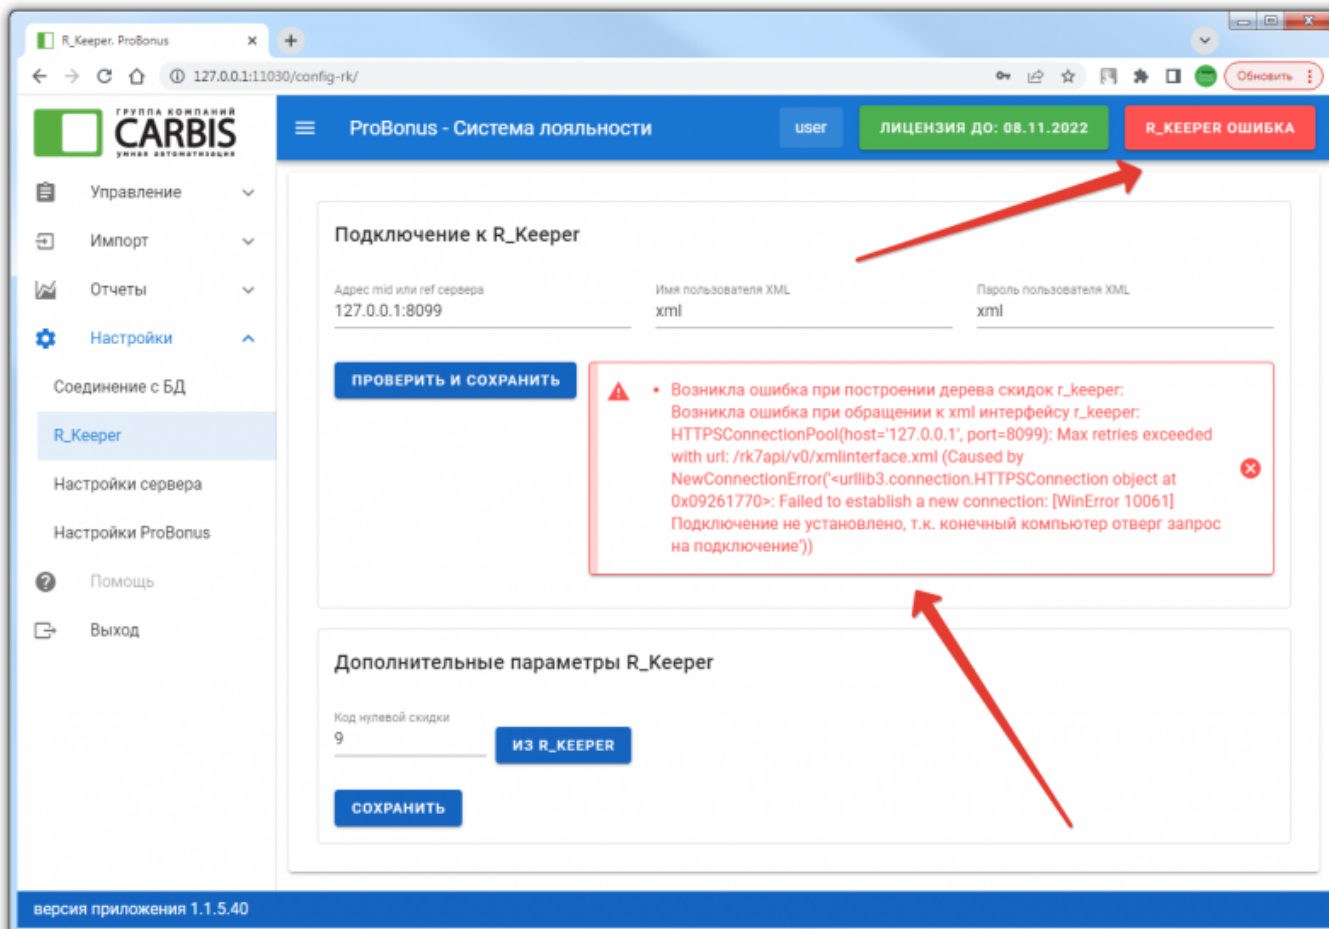 R_Keeper. ProBonus
127.0.0.1:11030/config-rk/
Обновить
ГРУППА КОМПАНИЙ
CARBIS
умная автоматизация
ProBonus - Система лояльности
user
ЛИЦЕНЗИЯ ДО: 08.11.2022
R_KEEPER ОШИБКА
Управление
Импорт
Отчеты
Настройки
Соединение с БД
R_Keeper
Настройки сервера
Настройки ProBonus
Помощь
Выход
Подключение к R_Keeper
Адрес mid или ref сервера
127.0.0.1:8099
Имя пользователя XML
xml
Пароль пользователя XML
xml
ПРОВЕРИТЬ И СОХРАНИТЬ
• Возникла ошибка при построении дерева скидок r_keeper:
Возникла ошибка при обращении к xml интерфейсу r_keeper:
HTTPSConnectionPool(host='127.0.0.1', port=8099): Max retries exceeded
with url: /rk7api/v0/xmlinterface.xml (Caused by
NewConnectionError('<urllib3.connection.HTTPSConnection object at
0x09261770>: Failed to establish a new connection: [WinError 10061]
Подключение не установлено, т.к. конечный компьютер отверг запрос
на подключение'))
Дополнительные параметры R_Keeper
Код нулевой скидки
9
ИЗ R_KEEPER
СОХРАНИТЬ
версия приложения 1.1.5.40